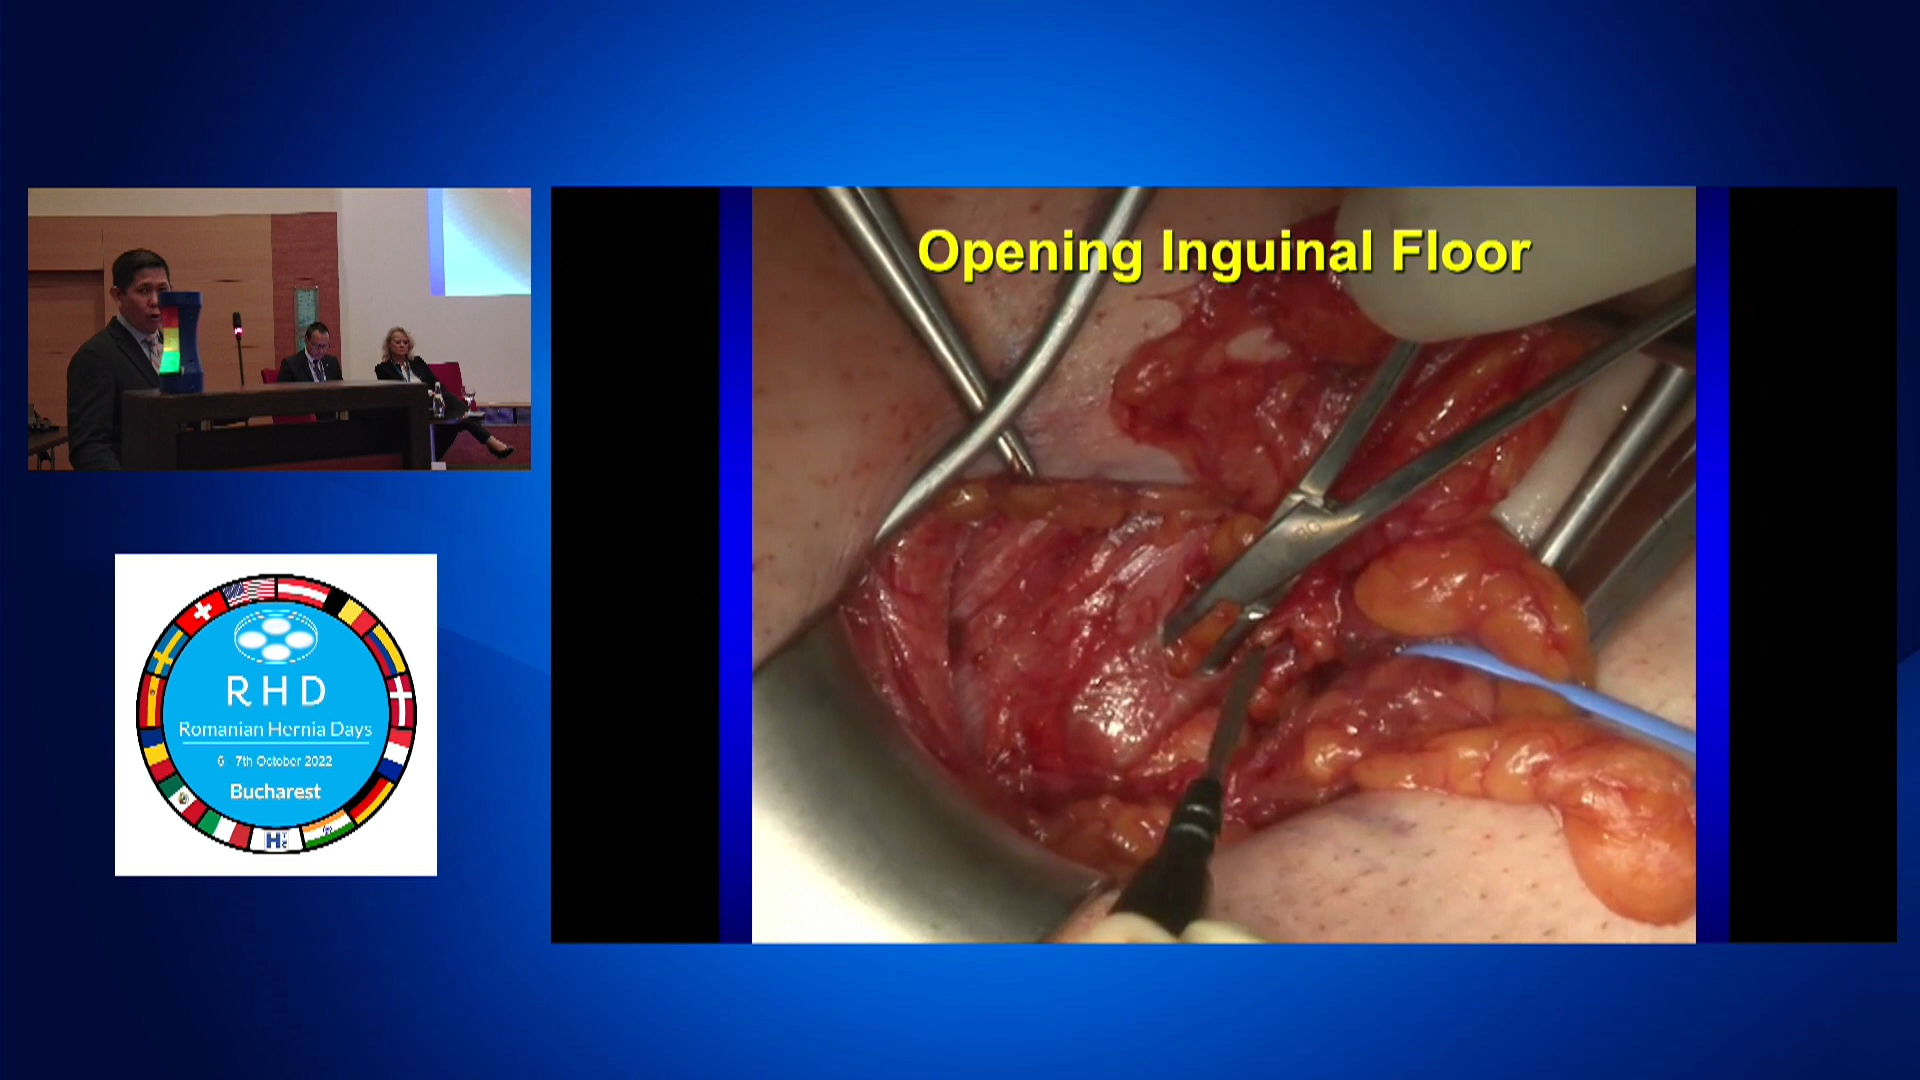 Opening Inguinal Floor
RHD
Romanian Hernia Days
6 - 7th October 2022
Bucharest